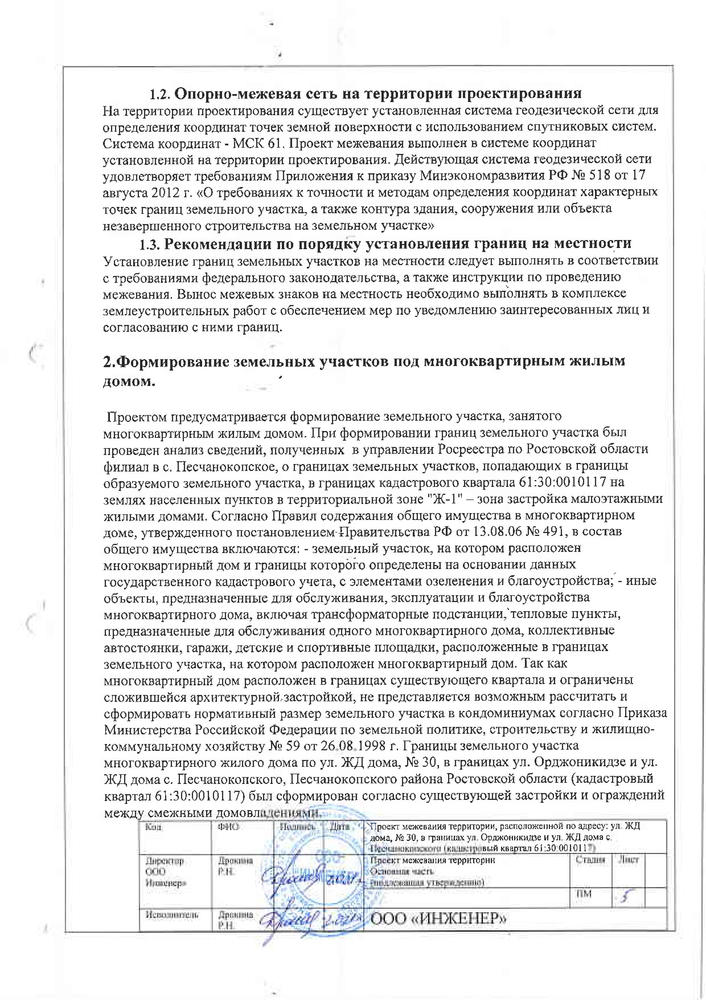 1.2. Опорно-межевая сеть на территории проектирования
На территории проектирования существует установленная система геодезической сети для
определения координат точек земной поверхности с использованием спутниковых систем.
Система координат - МСК 61. Проект межевания выполнен в системе координат
установленной на территории проектирования. Действующая система геодезической сети
удовлетворяет требованиям Приложения к приказу Минэкономразвития РФ № 518 от 17
августа 2012 г. «О требованиях к точности и методам определения координат характерных
точек границ земельного участка, а также контура здания, сооружения или объекта
незавершенного строительства на земельном участке»
1.3. Рекомендации по порядку установления границ на местности
Установление границ земельных участков на местности следует выполнять в соответствии
с требованиями федерального законодательства, а также инструкции по проведению
межевания. Вынос межевых знаков на местность необходимо выполнять в комплексе
землеустроительных работ с обеспечением мер по уведомлению заинтересованных лиц и
согласованию с ними границ.
2.Формирование земельных участков под многоквартирным жилым
домом.
Проектом предусматривается формирование земельного участка, занятого
многоквартирным жилым домом. При формировании границ земельного участка был
проведен анализ сведений, полученных в управлении Росреестра по Ростовской области
филиал в с. Песчанокопское, о границах земельных участков, попадающих в границы
образуемого земельного участка, в границах кадастрового квартала 61:30:0010117 на
землях населенных пунктов в территориальной зоне "Ж-1" – зона застройка малоэтажными
жилыми домами. Согласно Правил содержания общего имущества в многоквартирном
доме, утвержденного постановлением Правительства РФ от 13.08.06 № 491, в состав
общего имущества включаются: - земельный участок, на котором расположен
многоквартирный дом и границы которого определены на основании данных
государственного кадастрового учета, с элементами озеленения и благоустройства; - иные
объекты, предназначенные для обслуживания, эксплуатации и благоустройства
многоквартирного дома, включая трансформаторные подстанции, тепловые пункты,
предназначенные для обслуживания одного многоквартирного дома, коллективные
автостоянки, гаражи, детские и спортивные площадки, расположенные в границах
земельного участка, на котором расположен многоквартирный дом. Так как
многоквартирный дом расположен в границах существующего квартала и ограничены
сложившейся архитектурной застройкой, не представляется возможным рассчитать и
сформировать нормативный размер земельного участка в кондоминиумах согласно Приказа
Министерства Российской Федерации по земельной политике, строительству и жилищно-
коммунальному хозяйству № 59 от 26.08.1998 г. Границы земельного участка
многоквартирного жилого дома по ул. ЖД дома, № 30, в границах ул. Орджоникидзе и ул.
ЖД дома с. Песчанокопского, Песчанокопского района Ростовской области (кадастровый
квартал 61:30:0010117) был сформирован согласно существующей застройки и ограждений
между смежными домовладениями.
Код ФИО Подпись Дата Проект межевания территории, расположенной по адресу: ул. ЖД
дома, № 30, в границах ул. Орджоникидзе и ул. ЖД дома с.
Песчанокопского (кадастровый квартал 61:30:0010117)
Директор Дрокина Проект межевания территории Стадия Лист
ООО Р.Н. Основная часть
Инженер» (подлежащая утверждению)
ПМ 5
Исполнитель Дрокина ООО «ИНЖЕНЕР»
Р.Н.